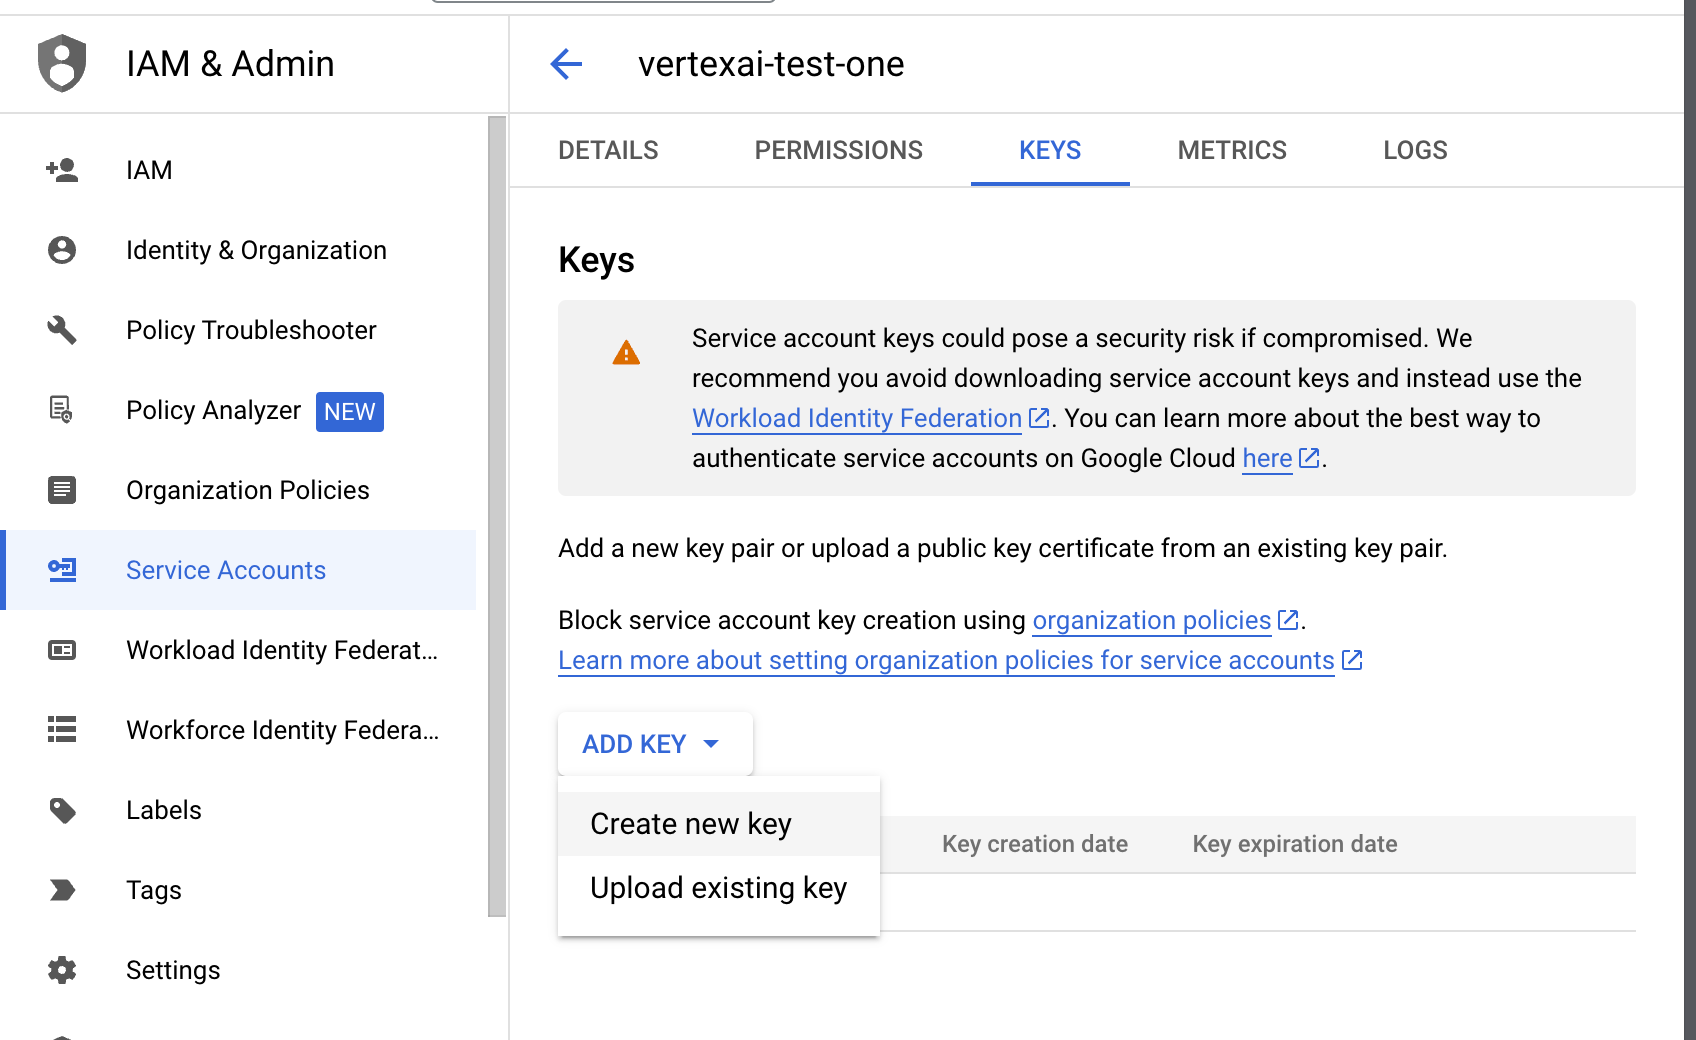 IAM & Admin
vertexai-test-one
IAM
Identity & Organization
Policy Troubleshooter
Policy Analyzer NEW
Organization Policies
Service Accounts
Workload Identity Federat...
Workforce Identity Federa...
Labels
Tags
Settings
DETAILS PERMISSIONS KEYS METRICS LOGS
Keys
Service account keys could pose a security risk if compromised. We
recommend you avoid downloading service account keys and instead use the
Workload Identity Federation. You can learn more about the best way to
authenticate service accounts on Google Cloud here.
Add a new key pair or upload a public key certificate from an existing key pair.
Block service account key creation using organization policies.
Learn more about setting organization policies for service accounts
ADD KEY
Create new key
Upload existing key
Key creation date Key expiration date